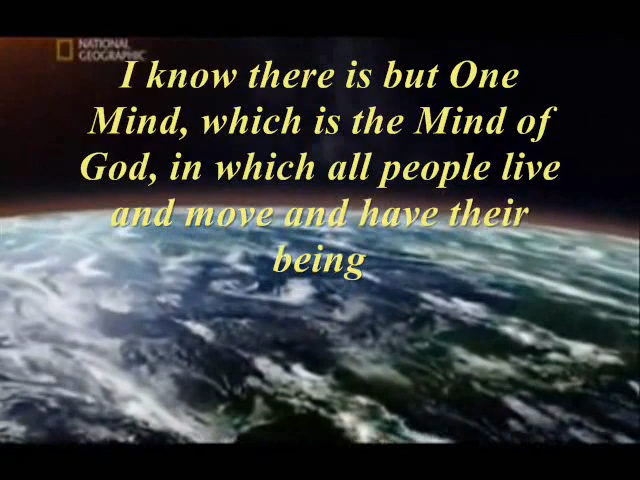 NATIONAL
GEOGRAPHIC
I know there is but One
Mind, which is the Mind of
God, in which all people live
and move and have their
being